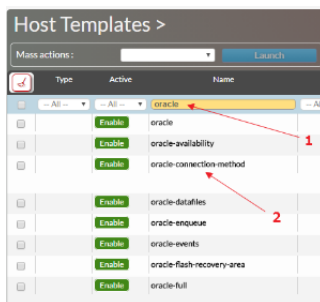 Host Templates >
Mass actions : Launch
Type Active Name
-- All -- -- All -- oracle -- Al
Enable oracle
1
Enable oracle-availability
Enable oracle-connection-method
2
Enable oracle-datafiles
Enable oracle-enqueue
Enable oracle-events
Enable oracle-flash-recovery-area
Enable oracle-full